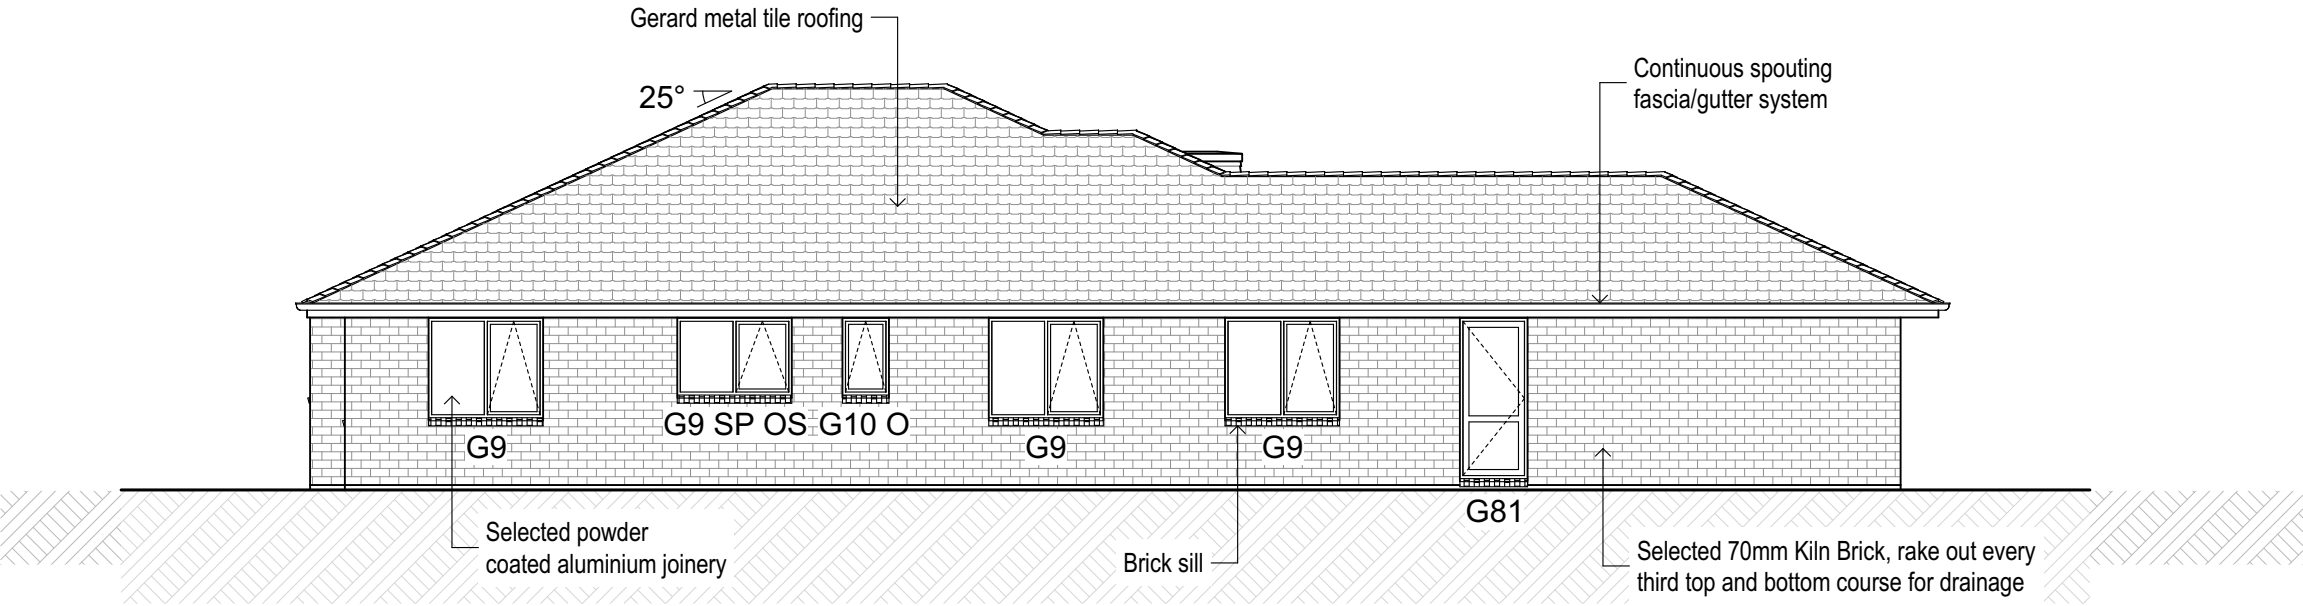 Gerard metal tile roofing
Continuous spouting
fascia/gutter system
25°
G9 SP OS
G10 O
G9
G9
G9
G81
Selected powder
coated aluminium joinery
Brick sill
Selected 70mm Kiln Brick, rake out every
third top and bottom course for drainage